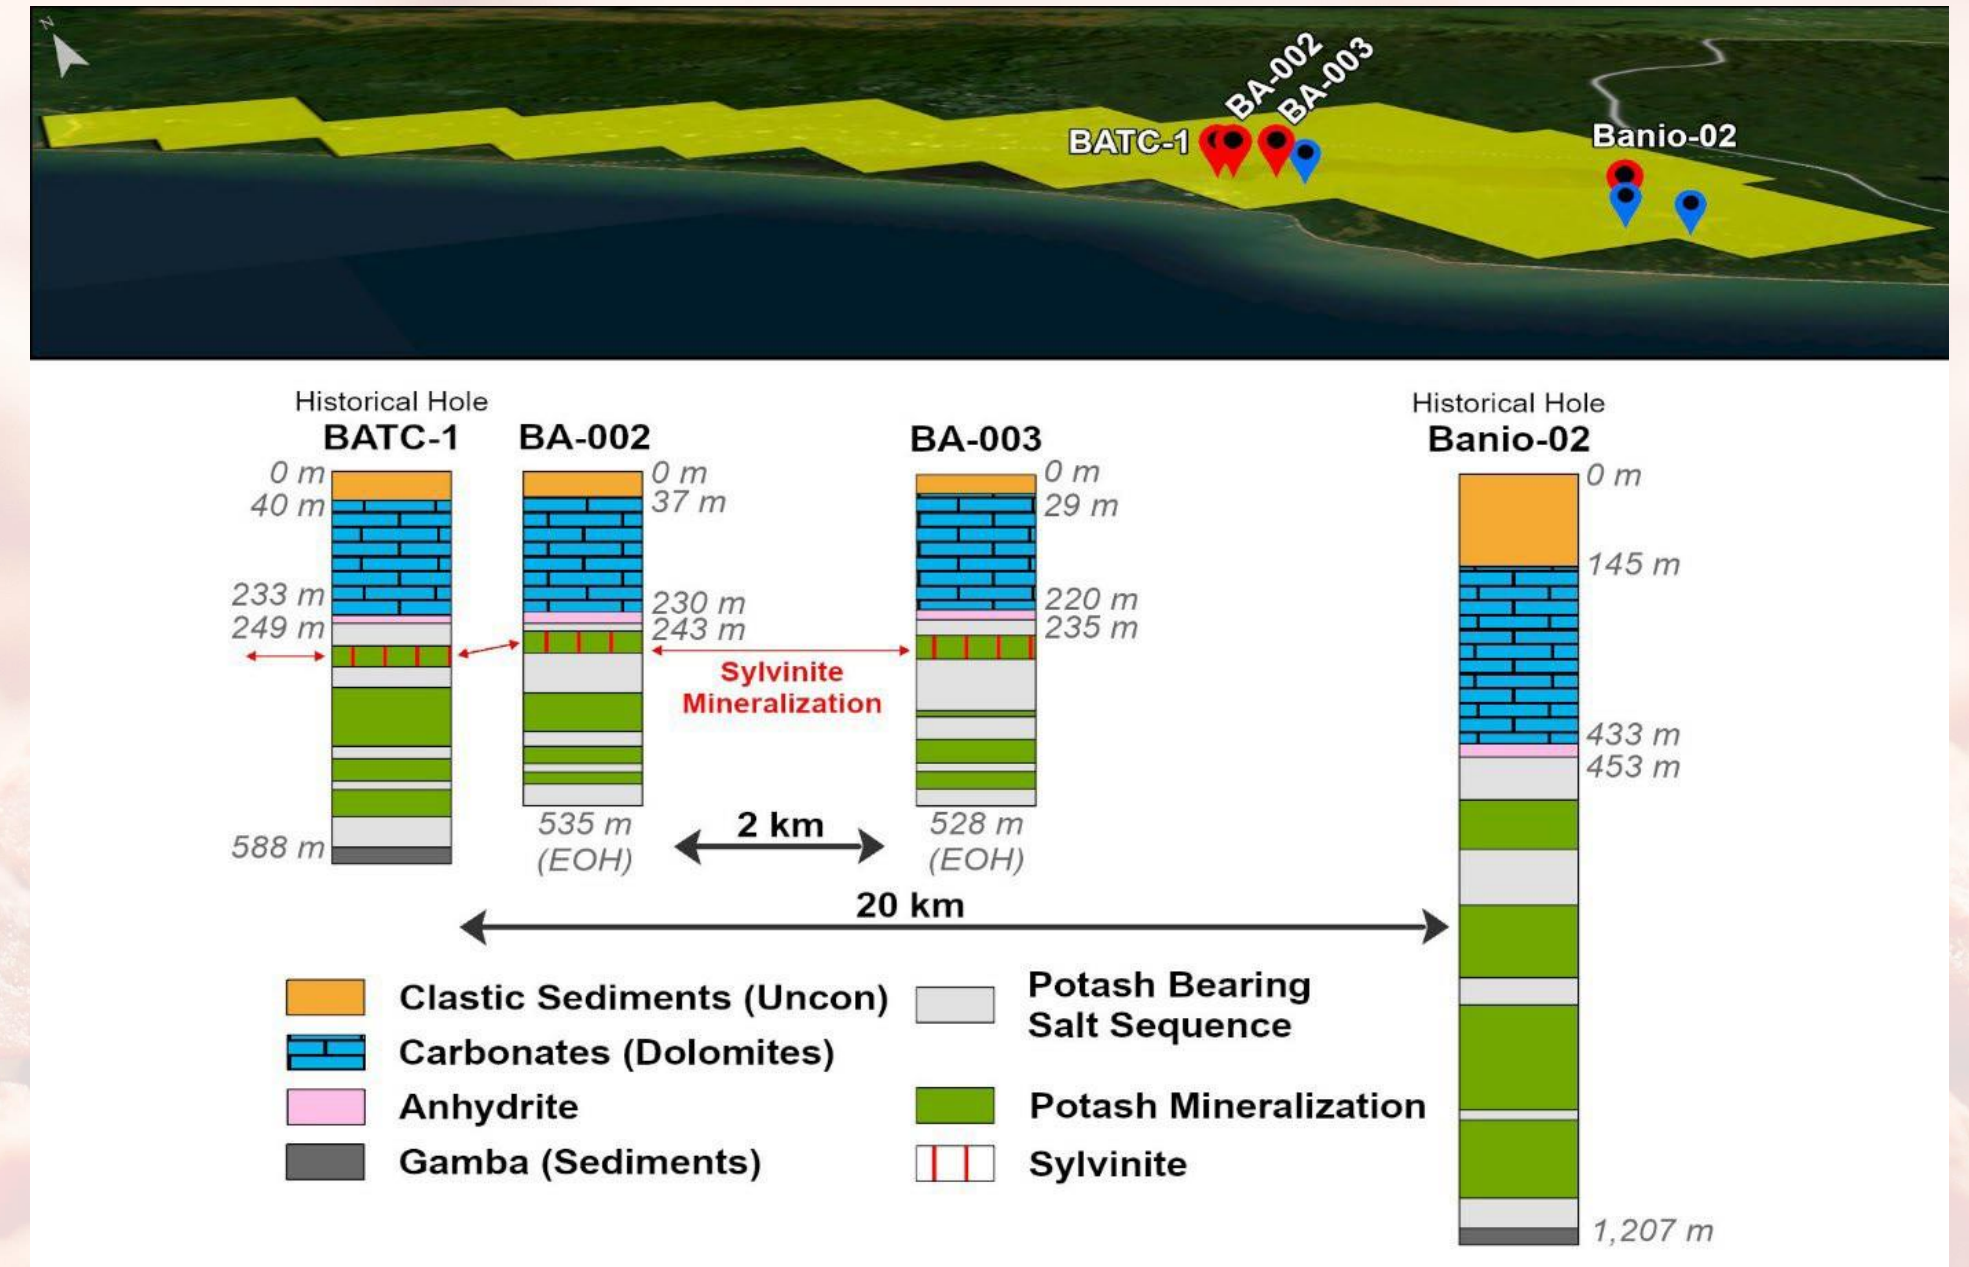 N
BA-002
BA-003
BATC-1
Banio-02
Historical Hole
BATC-1
BA-002
BA-003
Historical Hole
Banio-02
0 m
40 m
233 m
249 m
588 m
0 m
37 m
230 m
243 m
535 m
(EOH)
Sylvinite
Mineralization
0 m
29 m
220 m
235 m
528 m
(EOH)
0 m
145 m
433 m
453 m
1,207 m
2 km
20 km
Clastic Sediments (Uncon)
Carbonates (Dolomites)
Anhydrite
Gamba (Sediments)
Potash Bearing
Salt Sequence
Potash Mineralization
Sylvinite